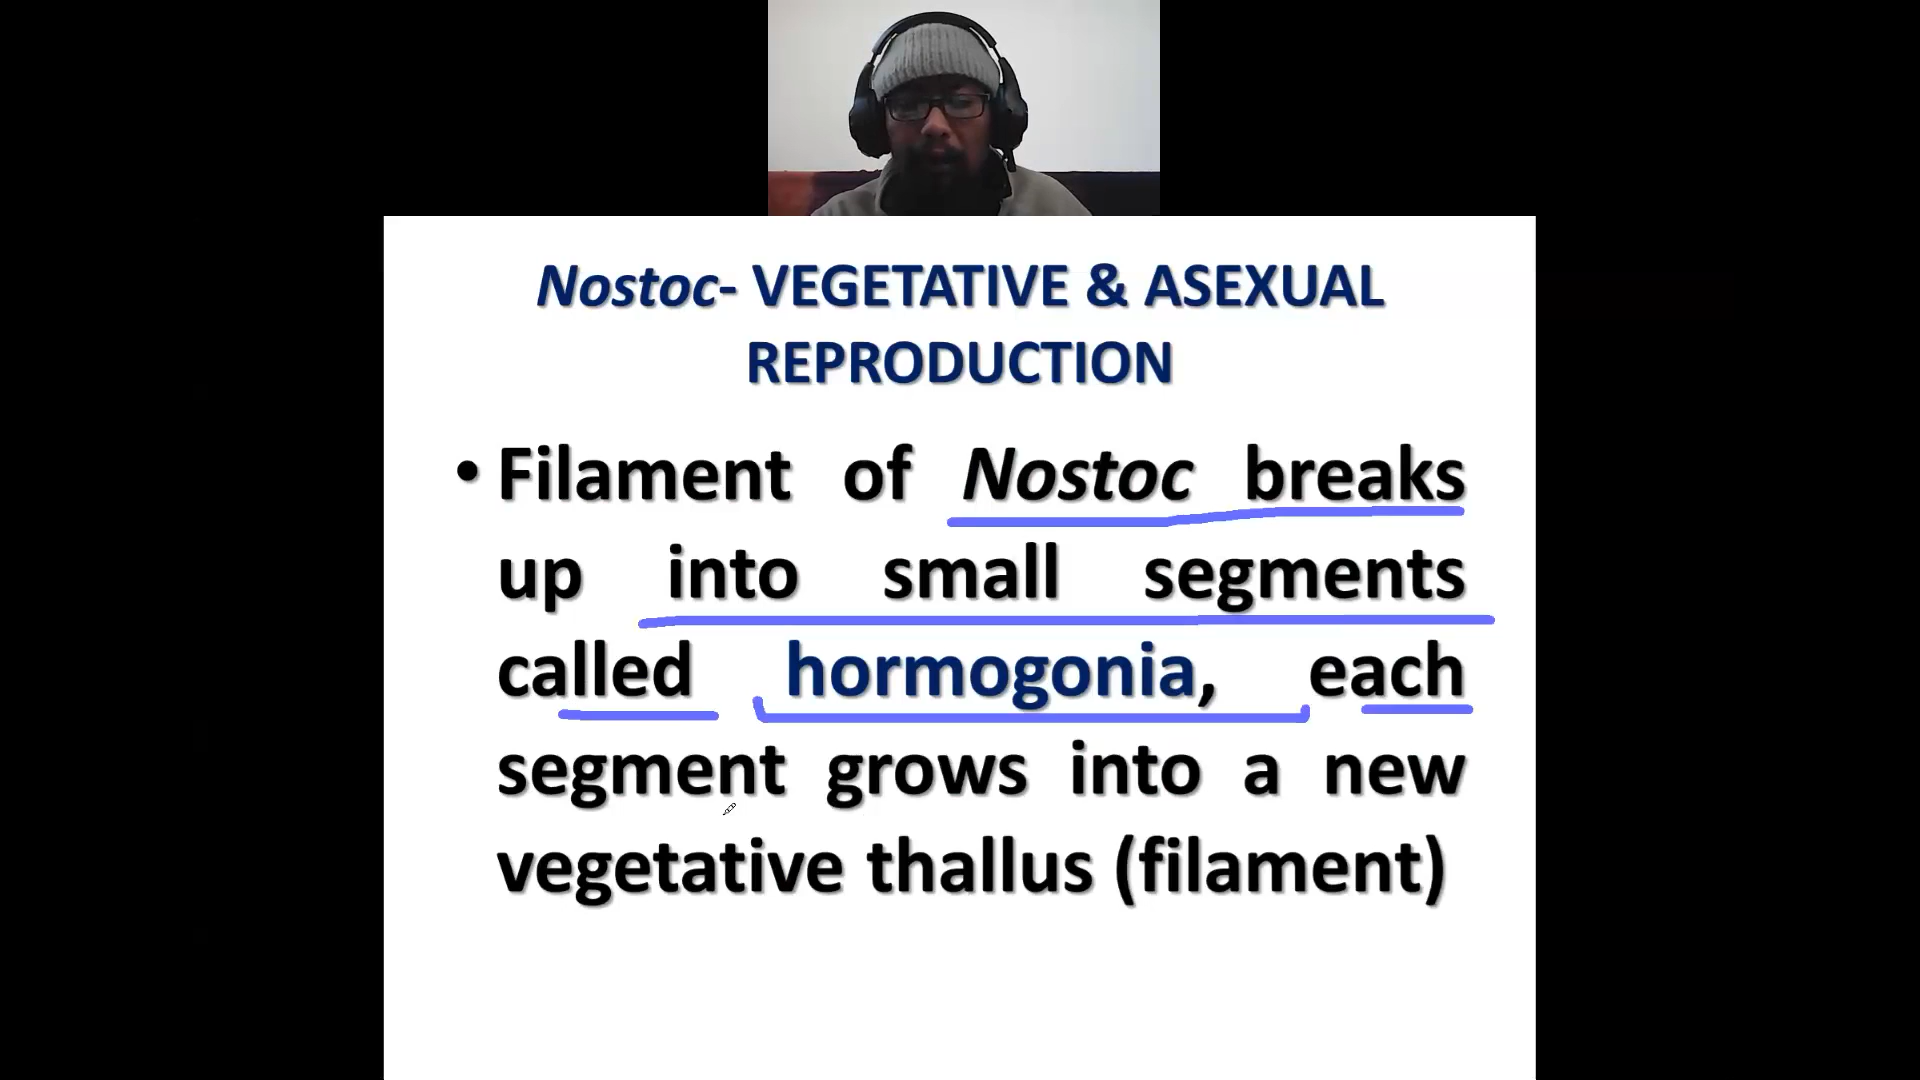 Nostoc- VEGETATIVE & ASEXUAL
REPRODUCTION
• Filament of Nostoc breaks
up into small segments
called hormogonia, each
segment grows into a new
vegetative thallus (filament)